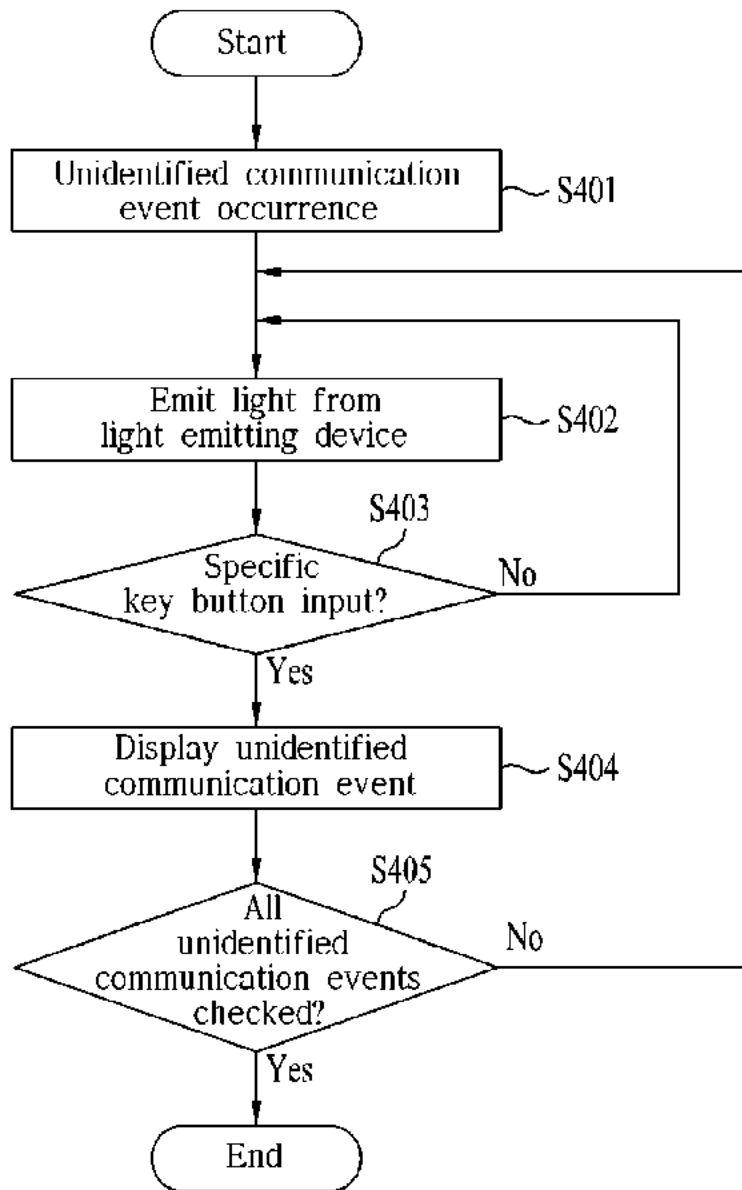 Start
Unidentified communication
event occurrence
S401
Emit light from
light emitting device
S402
S403
Specific
key button input?
No
Yes
Display unidentified
communication event
S404
S405
All
unidentified
communication events
checked?
No
Yes
End